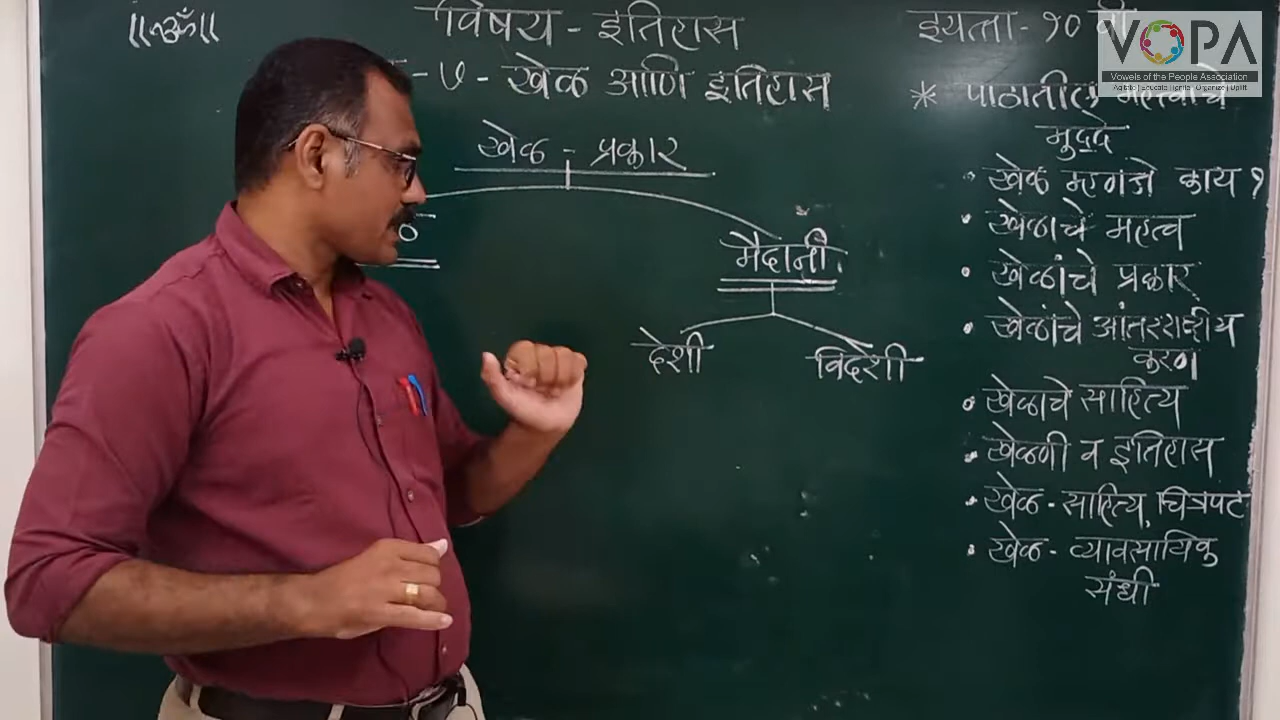 ॥ॐ॥
विषय - इतिहास
इयत्ता - १० वी
- ७ - खेळ आणि इतिहास
खेळ - प्रकार
मैदानी
देशी
विदेशी
* पाठातील महत्वाचे
मुद्दे
खेळ म्हणजे काय ?
खेळाचे महत्व
खेळांचे प्रकार
खेळांचे आंतरराष्ट्रीय
करण
खेळाचे साहित्य
खेळणी व इतिहास
खेळ - साहित्य, चित्रपट
खेळ - व्यावसायिक
संधी
VOPA
Vowels of the People Association